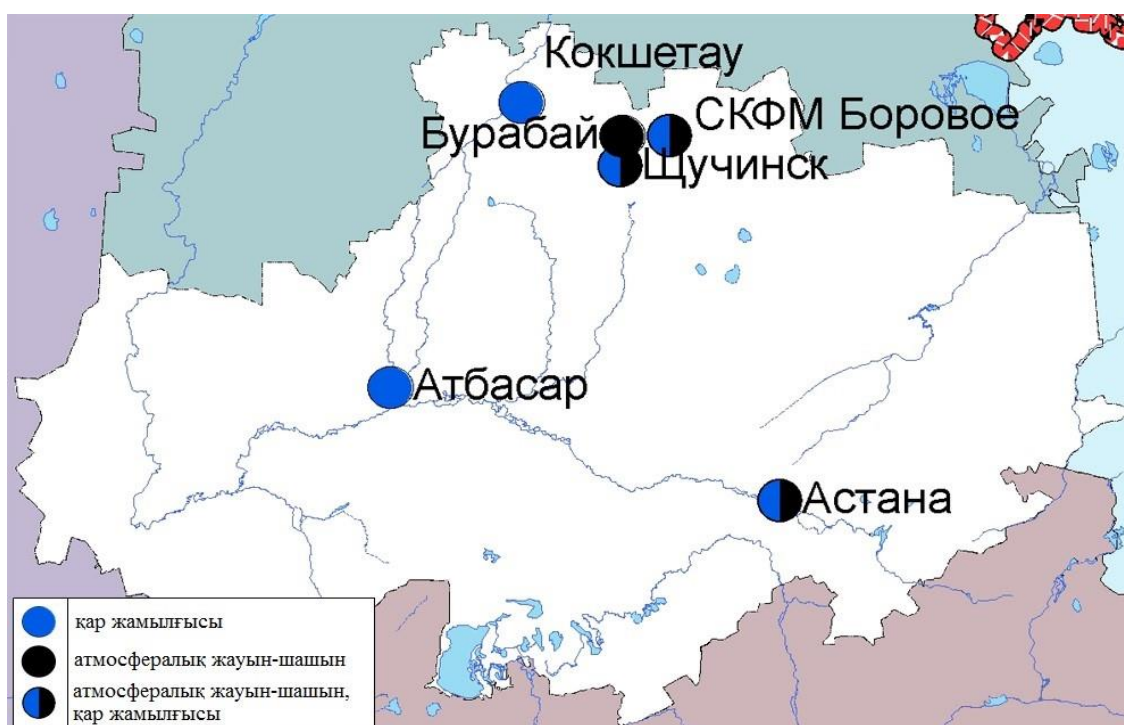 Кокшетау
СКФМ Боровое
Бурабай
Щучинск
Атбасар
Астана
қар жамылғысы
атмосфералық жауын-шашын
атмосфералық жауын-шашын,
қар жамылғысы